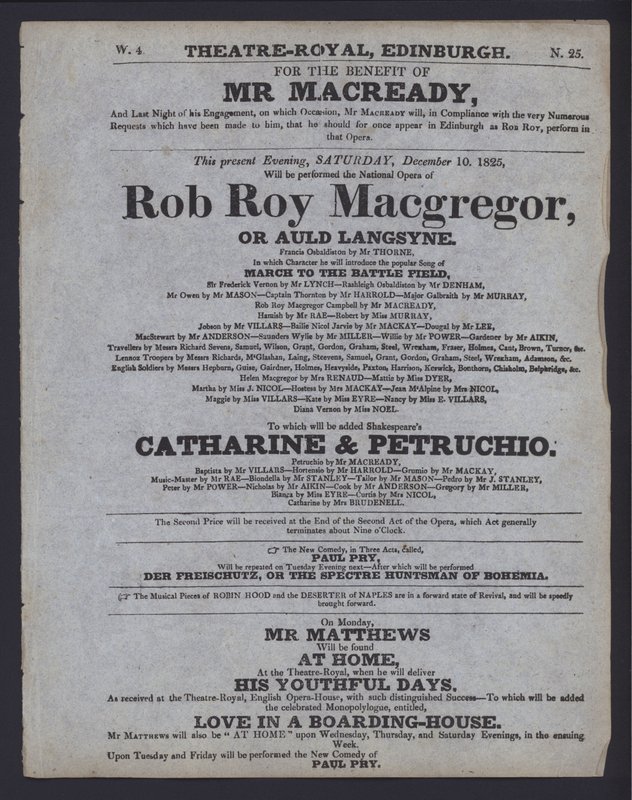 W. 4. THEATRE-ROYAL, EDINBURGH. N. 25.
FOR THE BENEFIT OF
MR MACREADY,
And Last Night of his Engagement, on which Occasion, Mr MACREADY will, in Compliance with the very Numerous
Requests which have been made to him, that he should for once appear in Edinburgh as ROB ROY, perform in
that Opera.
This present Evening, SATURDAY, December 10. 1825,
Will be performed the National Opera of
Rob Roy Macgregor,
OR AULD LANGSYNE.
Francis Osbaldiston by Mr THORNE,
In which Character he will introduce the popular Song of
MARCH TO THE BATTLE FIELD,
Sir Frederick Vernon by Mr LYNCH—Rashleigh Osbaldiston by Mr DENHAM,
Mr Owen by Mr MASON—Captain Thornton by Mr HARROLD—Major Galbraith by Mr MURRAY,
Rob Roy Macgregor Campbell by Mr MACREADY,
Hamish by Mr RAE—Robert by Miss MURRAY,
Jobson by Mr VILLARS—Bailie Nicol Jarvie by Mr MACKAY—Dougal by Mr LEE,
MacStewart by Mr ANDERSON—Saunders Wylie by Mr MILLER—Willie by Mr POWER—Gardener by Mr AIKIN,
Travellers by Messrs Richard Sevens, Samuel, Wilson, Grant, Gordon, Graham, Steel, Wrexham, Fraser, Holmes, Cant, Brown, Turner, &c.
Lennox Troopers by Messrs Richards, M'Glashan, Laing, Steevens, Samuel, Grant, Gordon, Graham, Steel, Wrexham, Adamson, &c.
English Soldiers by Messrs Hepburn, Guise, Gairdner, Holmes, Heavyside, Paxton, Harrison, Keswick, Bonthorn, Chisholm, Belpbridge, &c.
Helen Macgregor by Mrs RENAUD—Mattie by Miss DYER,
Martha by Miss J. NICOL—Hostess by Mrs MACKAY—Jean M'Alpine by Mrs NICOL,
Maggie by Miss VILLARS—Kate by Miss EYRE—Nancy by Miss E. VILLARS,
Diana Vernon by Miss NOEL.
To which will be added Shakespeare's
CATHARINE & PETRUCHIO.
Petruchio by Mr MACREADY,
Baptista by Mr VILLARS—Hortensio by Mr HARROLD—Grumio by Mr MACKAY,
Music-Master by Mr RAE—Biondella by Mr STANLEY—Tailor by Mr MASON—Pedro by Mr J. STANLEY,
Peter by Mr POWER—Nicholas by Mr AIKIN—Cook by Mr ANDERSON—Gregory by Mr MILLER,
Bianca by Miss EYRE—Curtis by Mrs NICOL,
Catharine by Mrs BRUDENELL.
The Second Price will be received at the End of the Second Act of the Opera, which Act generally
terminates about Nine o'Clock.
☞ The New Comedy, in Three Acts, called,
PAUL PRY,
Will be repeated on Tuesday Evening next—After which will be performed
DER FREISCHUTZ, OR THE SPECTRE HUNTSMAN OF BOHEMIA.
☞ The Musical Pieces of ROBIN HOOD and the DESERTER of NAPLES are in a forward state of Revival, and will be speedily
brought forward.
On Monday,
MR MATTHEWS
Will be found
AT HOME,
At the Theatre-Royal, when he will deliver
HIS YOUTHFUL DAYS,
As received at the Theatre-Royal, English Opera-House, with such distinguished Success—To which will be added
the celebrated Monopolylogue, entitled,
LOVE IN A BOARDING-HOUSE.
Mr MATTHEWS will also be "AT HOME" upon Wednesday, Thursday, and Saturday Evenings, in the ensuing
Week.
Upon Tuesday and Friday will be performed the New Comedy of
PAUL PRY.